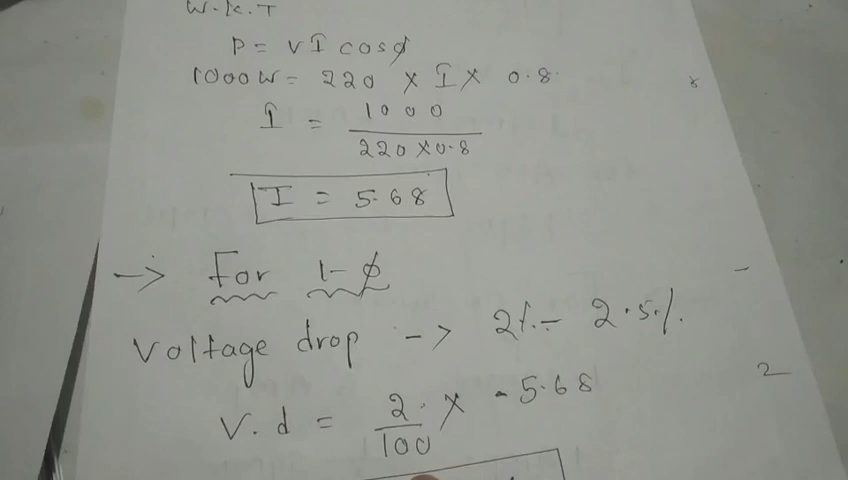 W.K.T
P = VI cosϕ
1000W = 220 × I × 0.8
I = 1000
220 × 0.8
I = 5.68
-> For 1-ϕ
Voltage drop -> 2% - 2.5%.
V.d = 2 × - 5.68
100
2